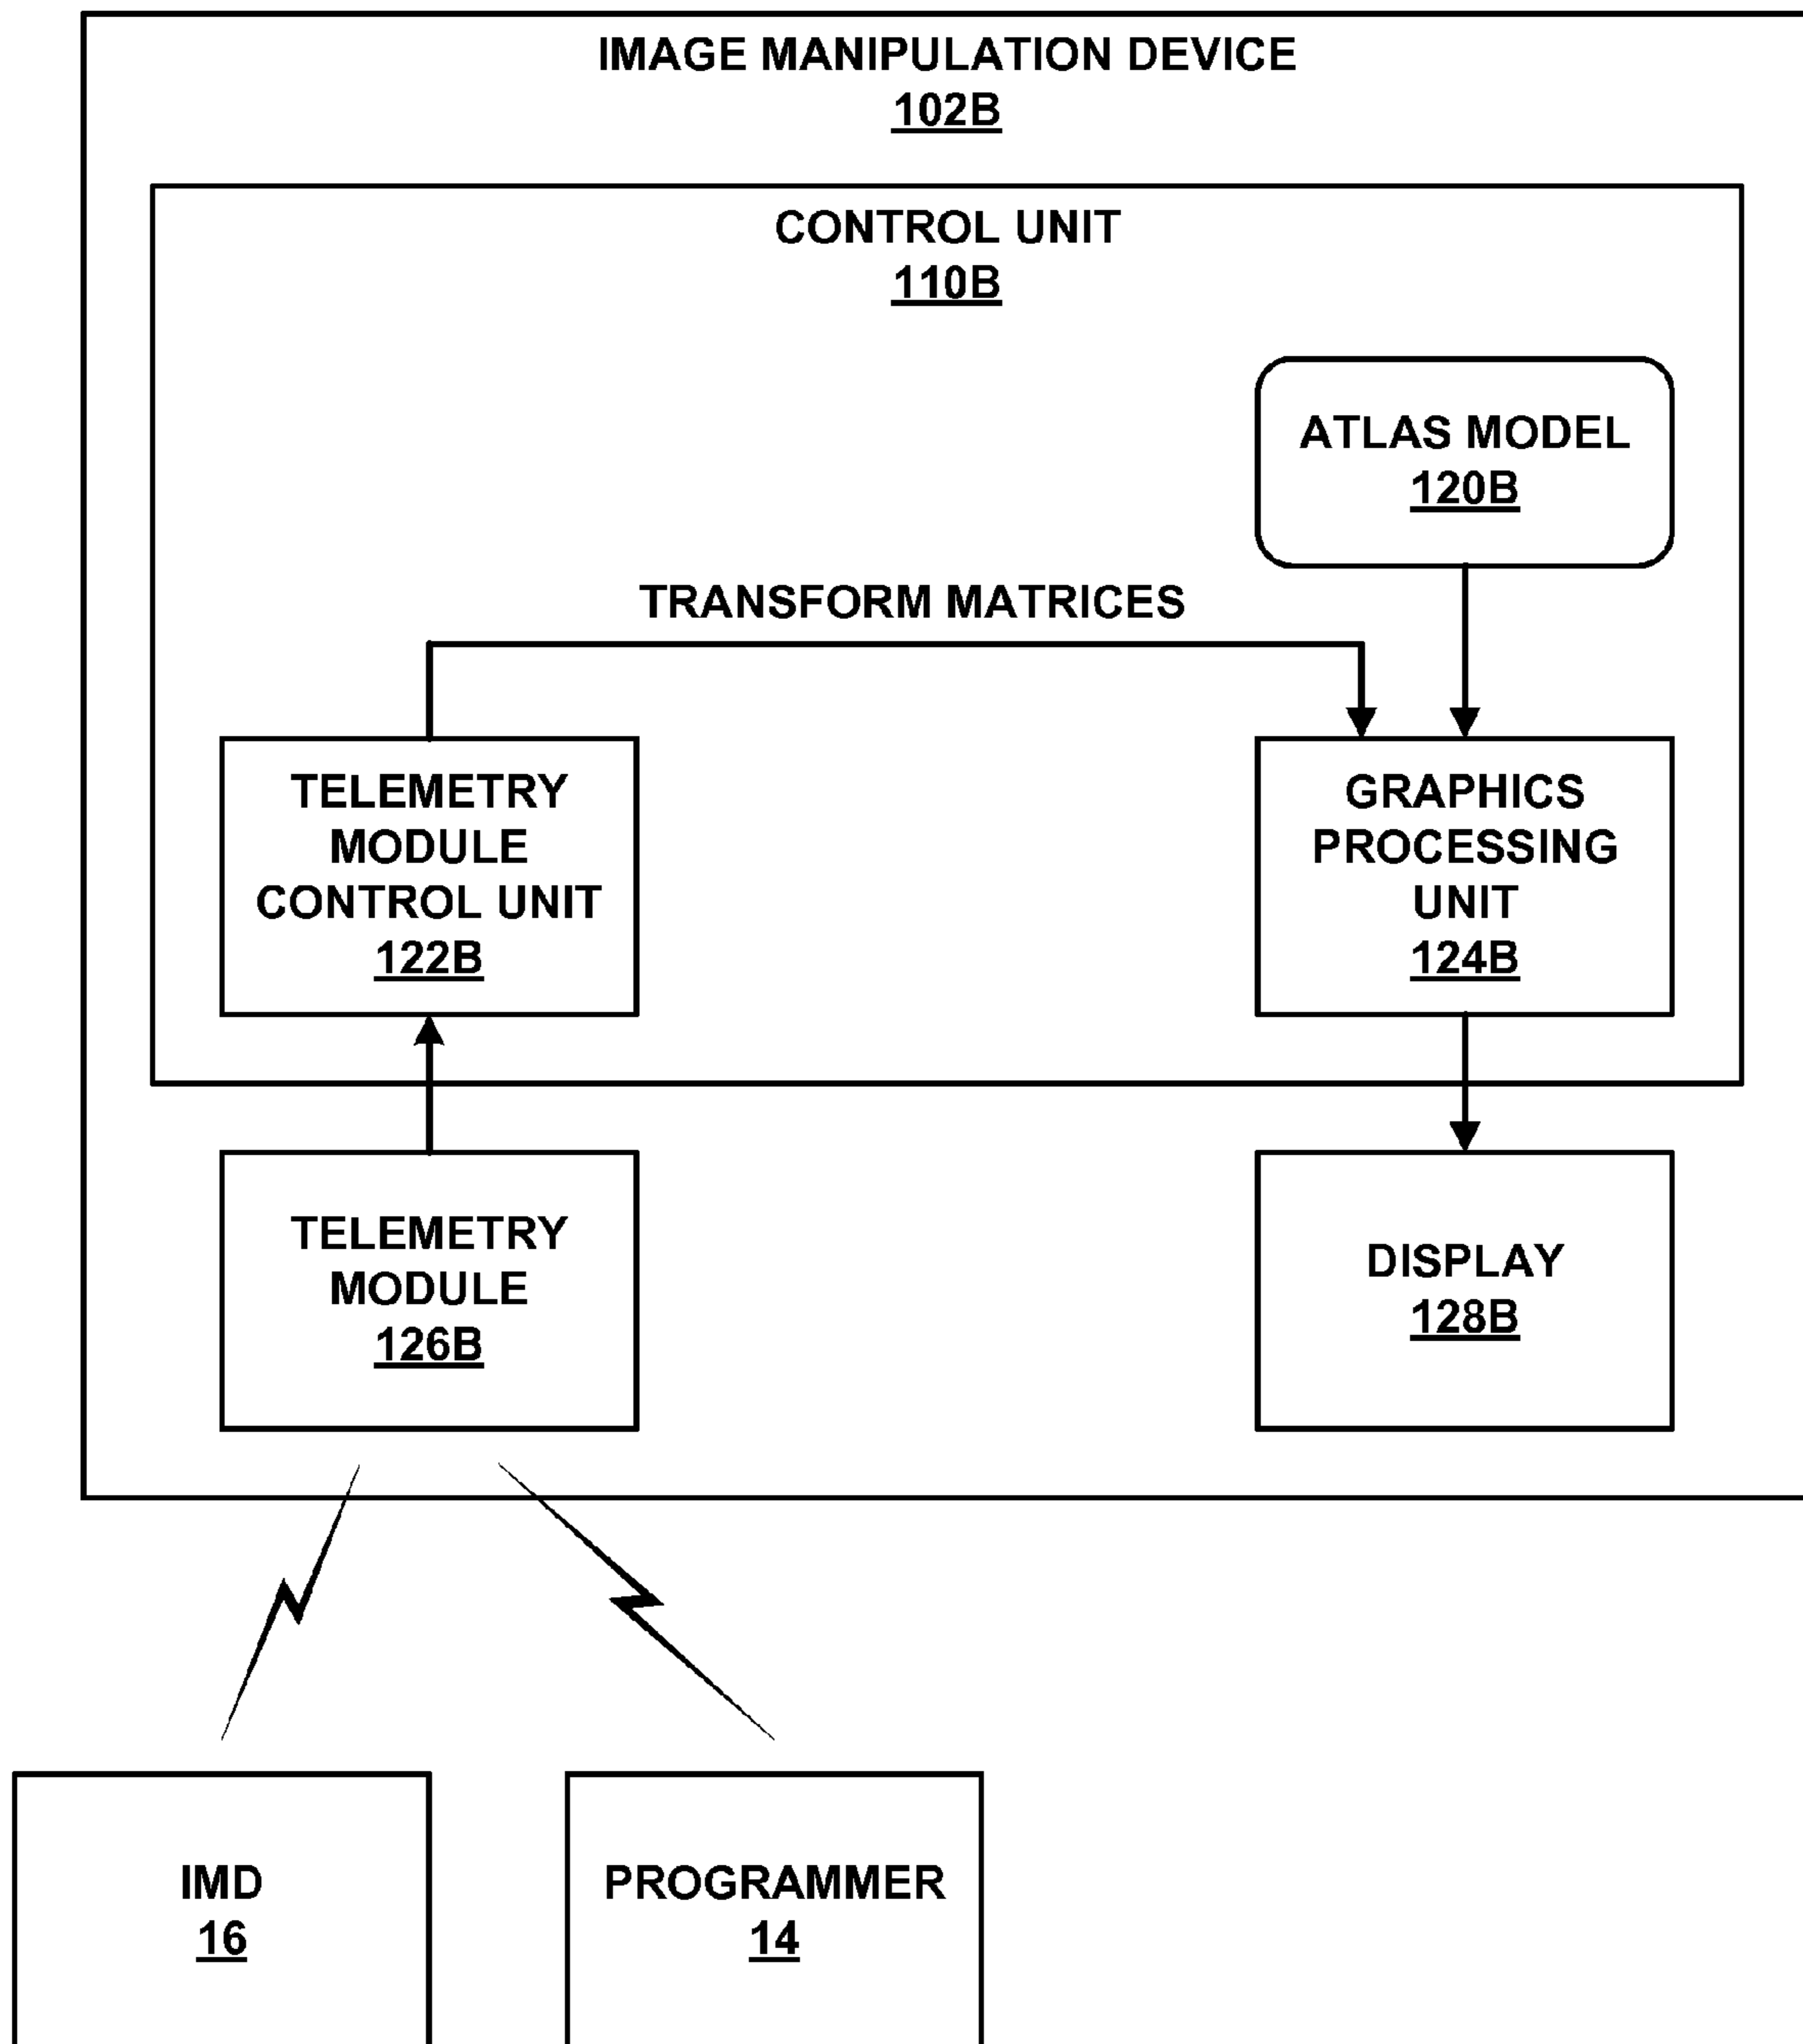 IMAGE MANIPULATION DEVICE
102B
CONTROL UNIT
110B
ATLAS MODEL
120B
TRANSFORM MATRICES
TELEMETRY
MODULE
CONTROL UNIT
122B
GRAPHICS
PROCESSING
UNIT
124B
TELEMETRY
MODULE
126B
DISPLAY
128B
IMD
16
PROGRAMMER
14